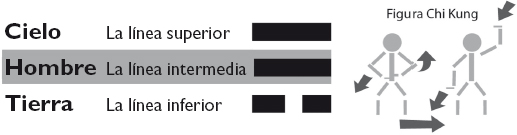 Cielo La línea superior
Hombre La línea intermedia
Tierra La línea inferior
Figura Chi Kung